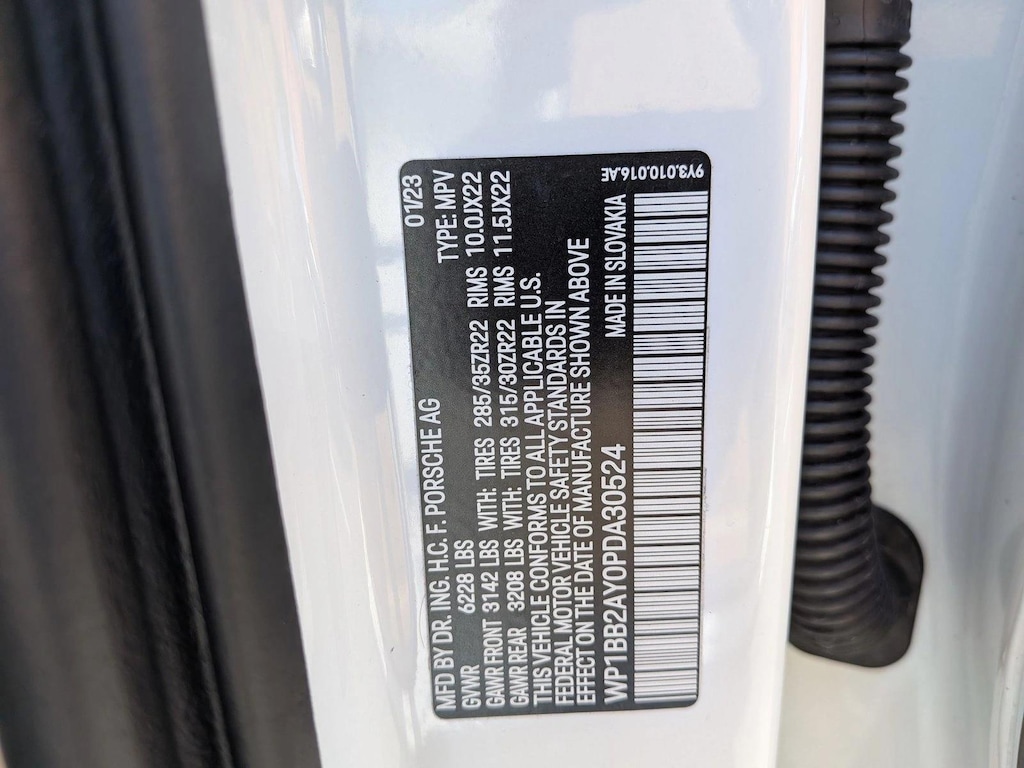 MFD BY DR. ING. H.C. F. PORSCHE AG 01/23
GVWR 6228 LBS TYPE: MPV
GAWR FRONT 3142 LBS WITH: TIRES 285/35ZR22 RIMS 10.0JX22
GAWR REAR 3208 LBS WITH: TIRES 315/30ZR22 RIMS 11.5JX22
THIS VEHICLE CONFORMS TO ALL APPLICABLE U.S.
FEDERAL MOTOR VEHICLE SAFETY STANDARDS IN
EFFECT ON THE DATE OF MANUFACTURE SHOWN ABOVE
WP1BB2AY0PDA30524 MADE IN SLOVAKIA
9Y3.010.016.AE